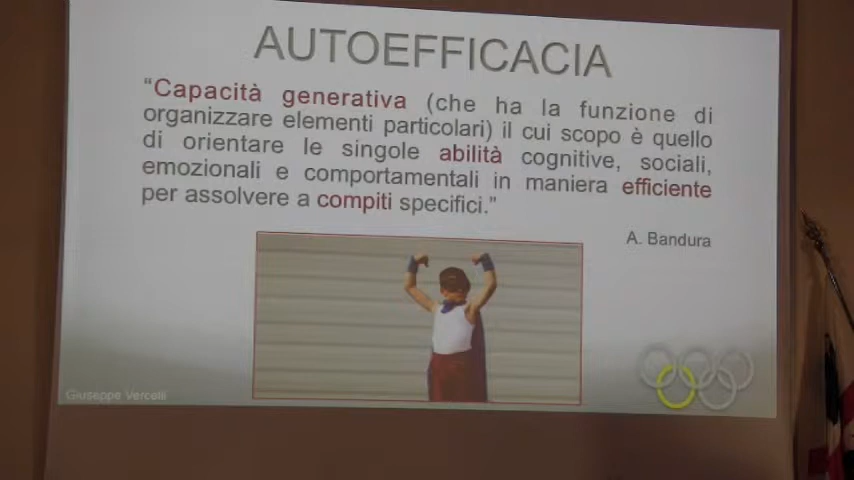 AUTOEFFICACIA
“Capacità generativa (che ha la funzione di
organizzare elementi particolari) il cui scopo è quello
di orientare le singole abilità cognitive, sociali,
emozionali e comportamentali in maniera efficiente
per assolvere a compiti specifici.”
A. Bandura
Giuseppe Vercelli